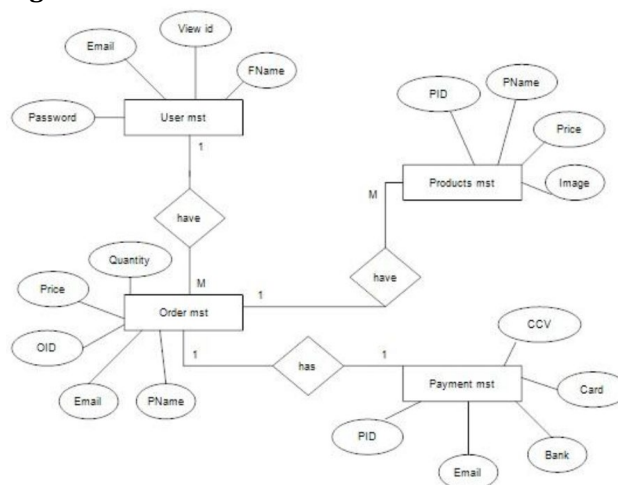 View id
Email
FName
Password
User mst
1
have
M
PID
PName
Price
Image
Products mst
M
have
1
Quantity
Price
OID
Order mst
Email
PName
1
has
1
CCV
Card
Payment mst
PID
Email
Bank